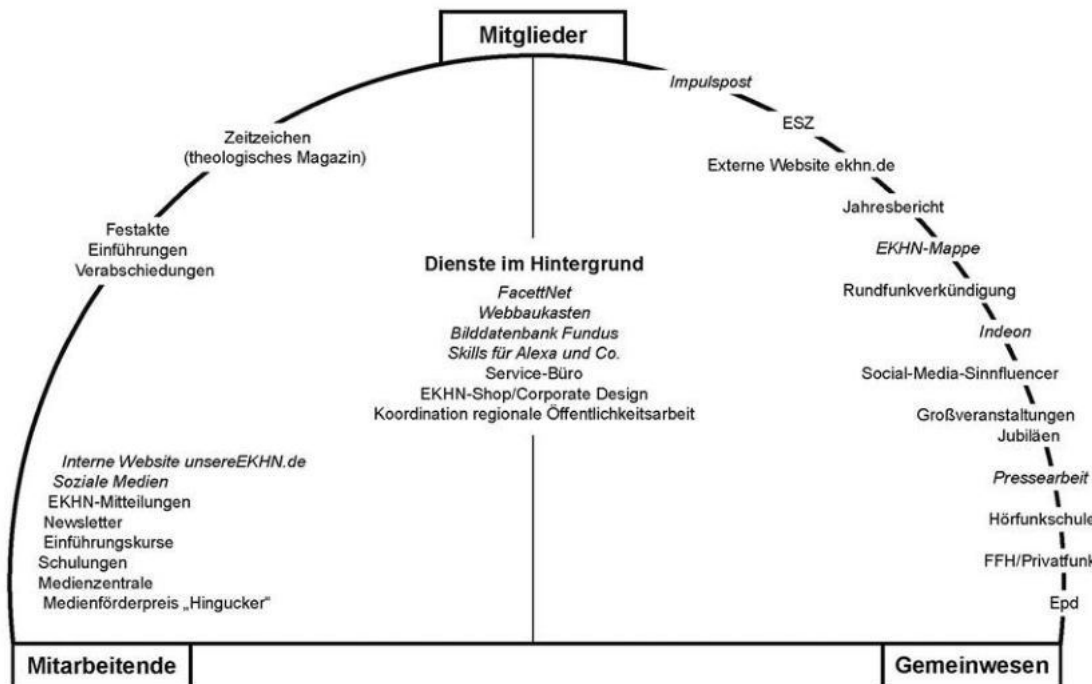 Mitglieder
Impulspost
ESZ
Externe Website ekhn.de
Jahresbericht
EKHN-Mappe
Rundfunkverkündigung
Indeon
Social-Media-Sinnfluencer
Großveranstaltungen
Jubiläen
Pressearbeit
Hörfunkschule
FFH/Privatfunk
Epd
Zeitzeichen
(theologisches Magazin)
Festakte
Einführungen
Verabschiedungen
Dienste im Hintergrund
FacettNet
Webbaukasten
Bilddatenbank Fundus
Skills für Alexa und Co.
Service-Büro
EKHN-Shop/Corporate Design
Koordination regionale Öffentlichkeitsarbeit
Interne Website unsereEKHN.de
Soziale Medien
EKHN-Mitteilungen
Newsletter
Einführungskurse
Schulungen
Medienzentrale
Medienförderpreis „Hingucker"
Mitarbeitende
Gemeinwesen